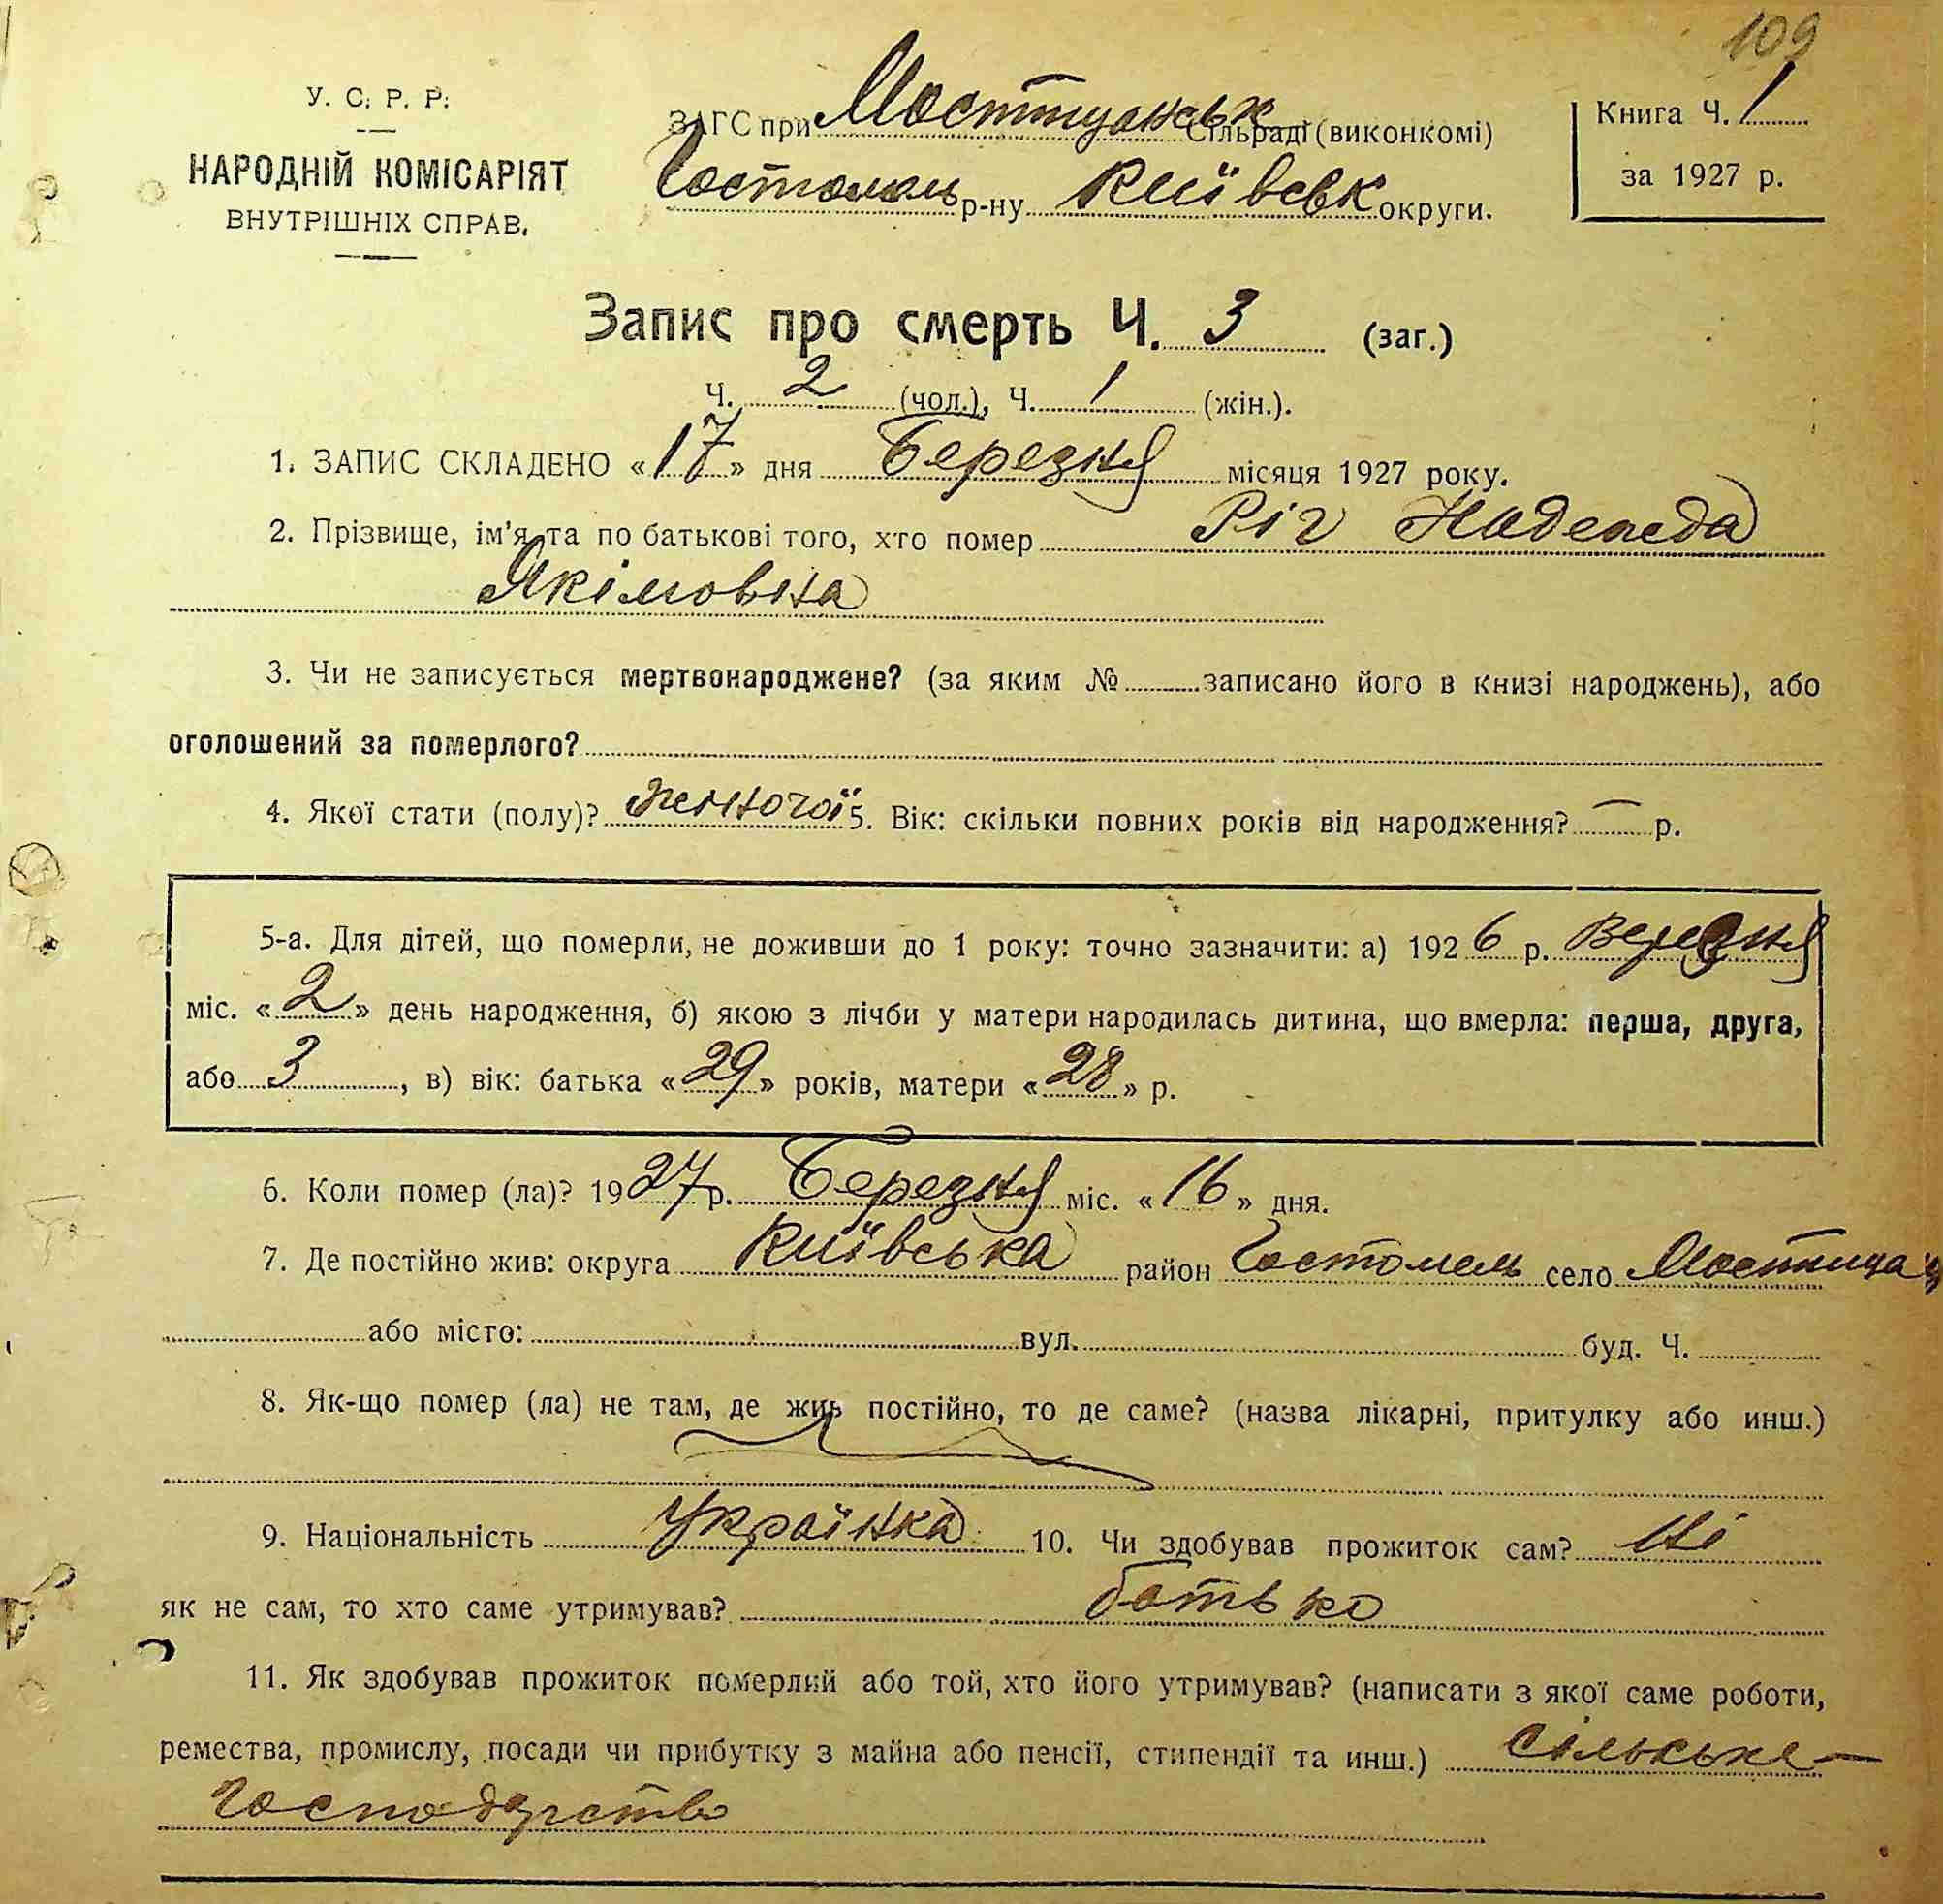 109
У. С. Р. Р.
НАРОДНІЙ КОМІСАРІЯТ
ВНУТРІШНІХ СПРАВ.
ЗАГС при Мостищанськ Сільраді (виконкомі)
Гостомель р-ну Київськ округи.
Книга Ч. 1
за 1927 р.
Запис про смерть Ч. 3 (заг.)
Ч. 2 (чол.), Ч. 1 (жін.).
1. ЗАПИС СКЛАДЕНО «17» дня Березня місяця 1927 року.
2. Прізвище, ім'я та по батькові того, хто помер Ріг Надежда
Якімовна
3. Чи не записується мертвонароджене? (за яким № записано його в книзі народжень), або
оголошений за померлого?
4. Якої стати (полу)? 5. Вік: скільки повних років від народження? — р.
5-а. Для дітей, що померли, не доживши до 1 року: точно зазначити: а) 1926 р.
міс. «2» день народження, б) якою з лічби у матери народилась дитина, що вмерла: перша, друга,
або 3, в) вік: батька «29» років, матери «28» р.
6. Коли помер (ла)? 1927 р. Березня міс. «16» дня.
7. Де постійно жив: округа Київська район Гостомель село
або місто: вул. буд. Ч.
8. Як-що помер (ла) не там, де жив постійно, то де саме? (назва лікарні, притулку або инш.)
9. Національність Українка 10. Чи здобував прожиток сам? Ні
як не сам, то хто саме утримував? батько
11. Як здобував прожиток померлий або той, хто його утримував? (написати з якої саме роботи,
ремества, промислу, посади чи прибутку з майна або пенсії, стипендії та инш.) сільське-
господарство